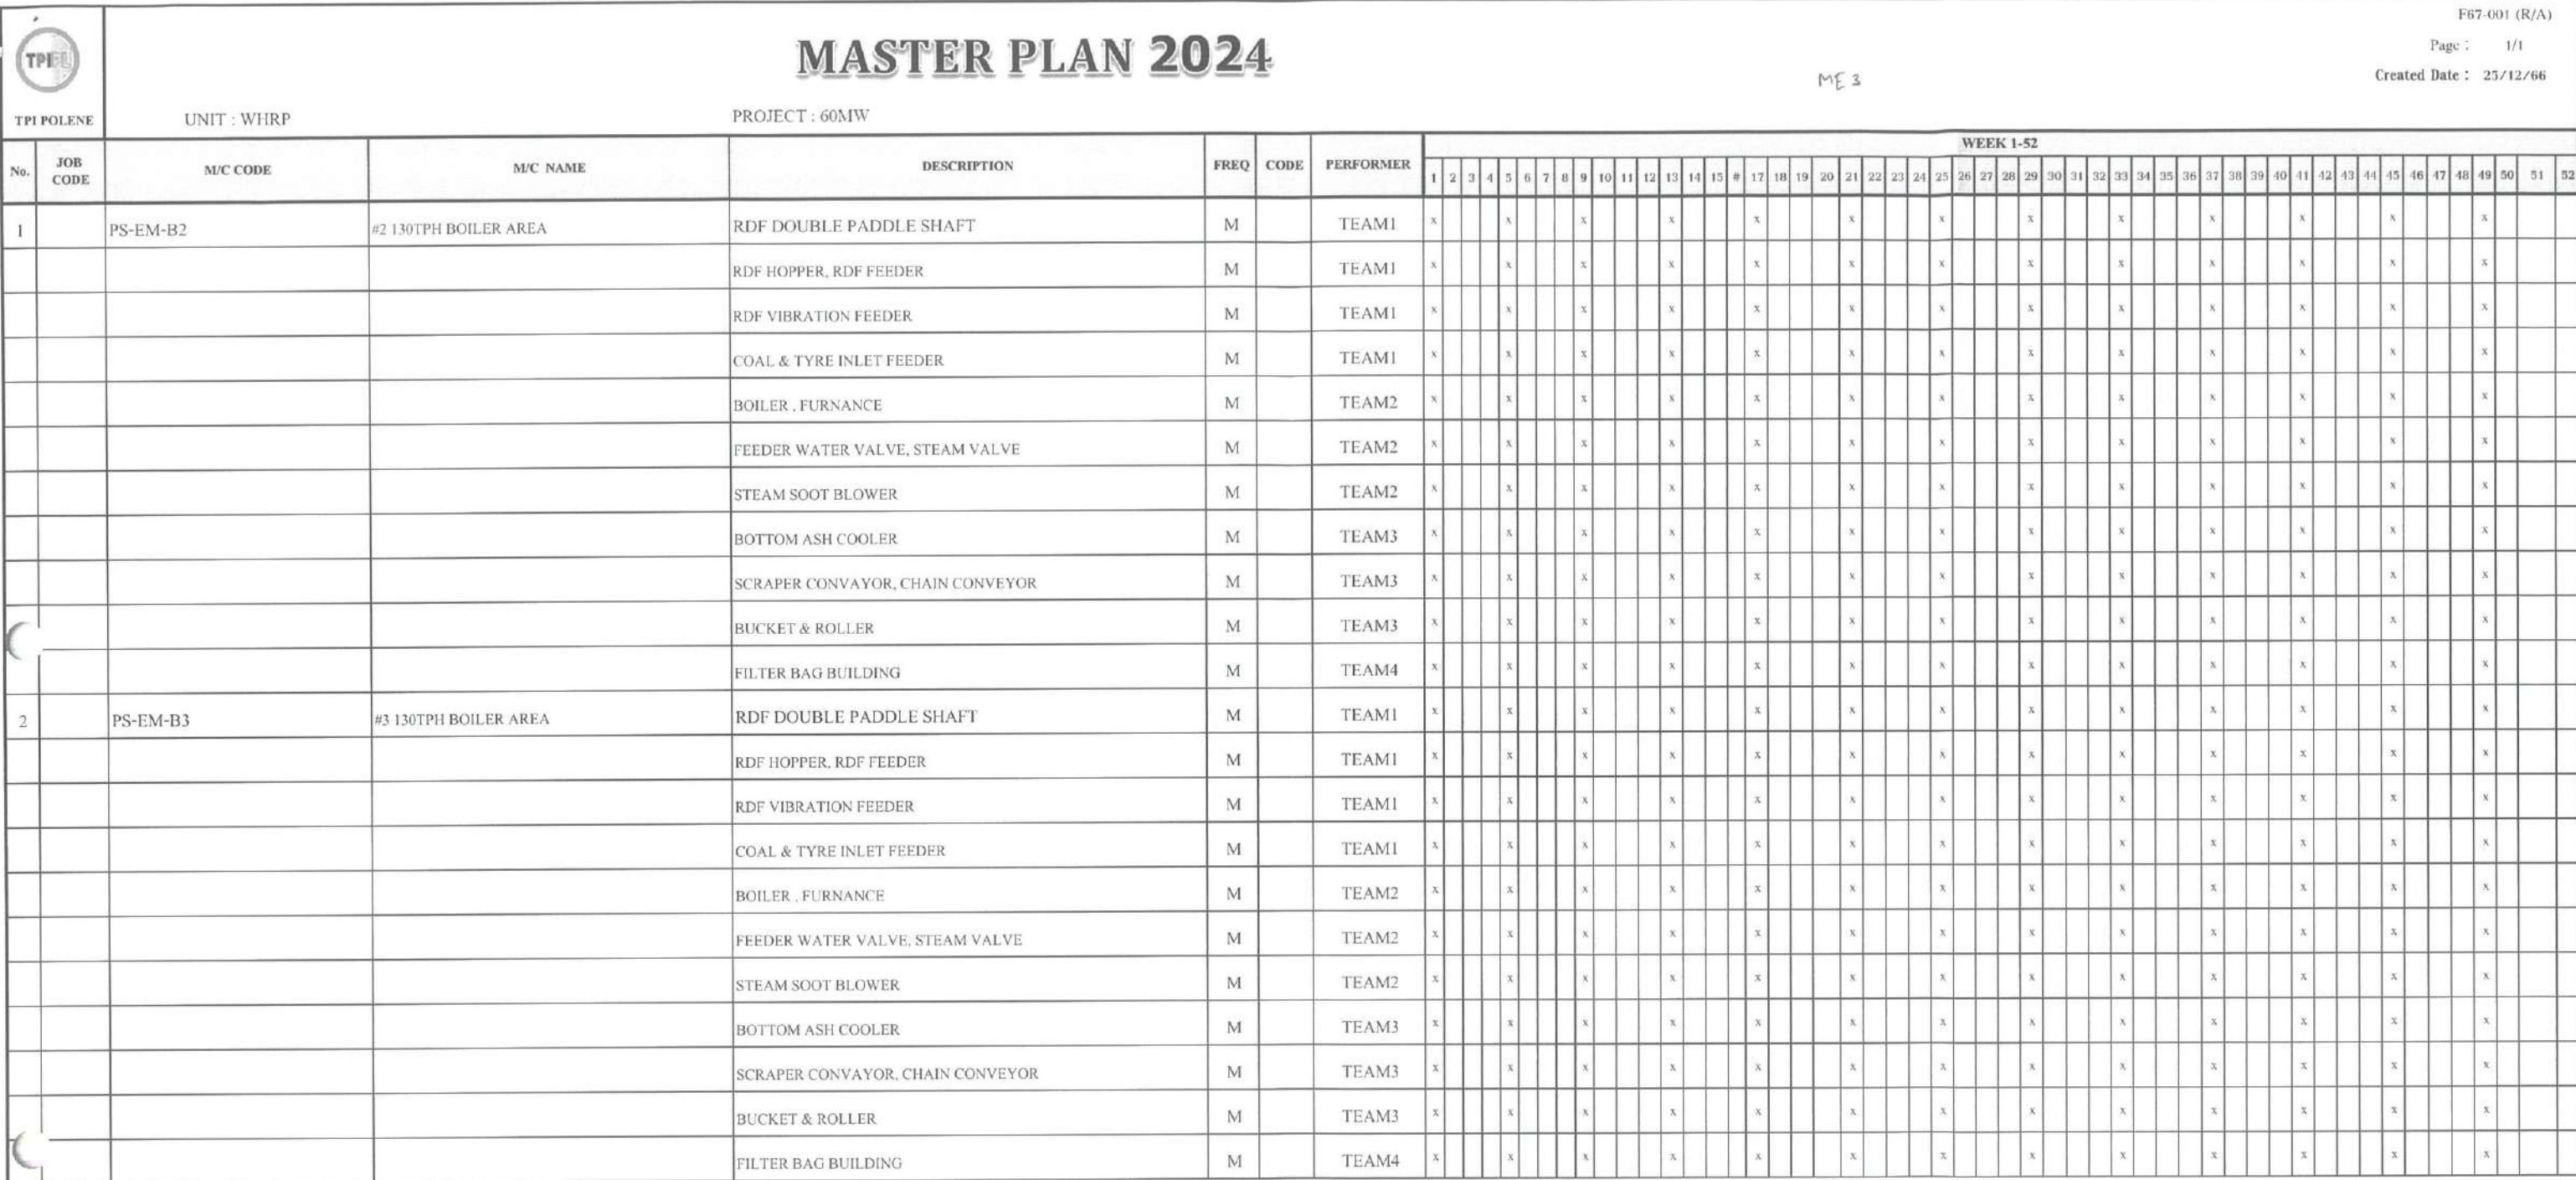 F67-001 (R/A)
TPIPL
MASTER PLAN 2024
Page : 1/1
ME 3
Created Date : 25/12/66
TPI POLENE UNIT : WHRP PROJECT : 60MW
No. JOB CODE M/C CODE M/C NAME DESCRIPTION FREQ CODE PERFORMER WEEK 1-52
1 2 3 4 5 6 7 8 9 10 11 12 13 14 15 # 17 18 19 20 21 22 23 24 25 26 27 28 29 30 31 32 33 34 35 36 37 38 39 40 41 42 43 44 45 46 47 48 49 50 51 52
1 PS-EM-B2 #2 130TPH BOILER AREA RDF DOUBLE PADDLE SHAFT M TEAM1 x x x x x x x x x x x x x
RDF HOPPER, RDF FEEDER M TEAM1 x x x x x x x x x x x x x
RDF VIBRATION FEEDER M TEAM1 x x x x x x x x x x x x x
COAL & TYRE INLET FEEDER M TEAM1 x x x x x x x x x x x x x
BOILER , FURNANCE M TEAM2 x x x x x x x x x x x x x
FEEDER WATER VALVE, STEAM VALVE M TEAM2 x x x x x x x x x x x x x
STEAM SOOT BLOWER M TEAM2 x x x x x x x x x x x x x
BOTTOM ASH COOLER M TEAM3 x x x x x x x x x x x x x
SCRAPER CONVAYOR, CHAIN CONVEYOR M TEAM3 x x x x x x x x x x x x x
BUCKET & ROLLER M TEAM3 x x x x x x x x x x x x x
FILTER BAG BUILDING M TEAM4 x x x x x x x x x x x x x
2 PS-EM-B3 #3 130TPH BOILER AREA RDF DOUBLE PADDLE SHAFT M TEAM1 x x x x x x x x x x x x x
RDF HOPPER, RDF FEEDER M TEAM1 x x x x x x x x x x x x x
RDF VIBRATION FEEDER M TEAM1 x x x x x x x x x x x x x
COAL & TYRE INLET FEEDER M TEAM1 x x x x x x x x x x x x x
BOILER , FURNANCE M TEAM2 x x x x x x x x x x x x x
FEEDER WATER VALVE, STEAM VALVE M TEAM2 x x x x x x x x x x x x x
STEAM SOOT BLOWER M TEAM2 x x x x x x x x x x x x x
BOTTOM ASH COOLER M TEAM3 x x x x x x x x x x x x x
SCRAPER CONVAYOR, CHAIN CONVEYOR M TEAM3 x x x x x x x x x x x x x
BUCKET & ROLLER M TEAM3 x x x x x x x x x x x x x
FILTER BAG BUILDING M TEAM4 x x x x x x x x x x x x x